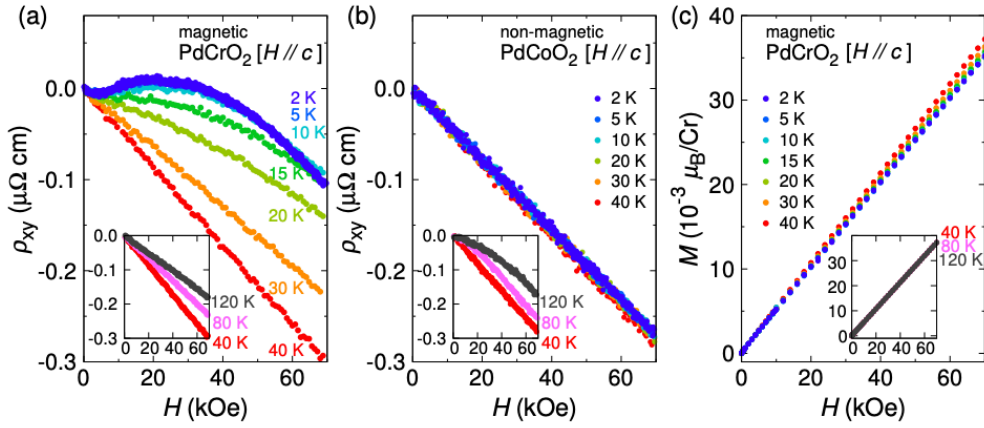 (a)
magnetic
PdCrO2 [H // c]
0.0
-0.1
-0.2
-0.3
ρxy (μΩ cm)
2 K
5 K
10 K
15 K
20 K
30 K
40 K
0.0
-0.1
-0.2
-0.3
0 20 40 60
120 K
80 K
40 K
0 20 40 60
H (kOe)
(b)
non-magnetic
PdCoO2 [H // c]
0.0
-0.1
-0.2
-0.3
ρxy (μΩ cm)
2 K
5 K
10 K
20 K
30 K
40 K
0.0
-0.1
-0.2
-0.3
0 20 40 60
120 K
80 K
40 K
0 20 40 60
H (kOe)
(c)
magnetic
PdCrO2 [H // c]
40
30
20
10
0
M (10-3 μB/Cr)
2 K
5 K
10 K
15 K
20 K
30 K
40 K
30
20
10
0
0 20 40 60
40 K
80 K
120 K
0 20 40 60
H (kOe)